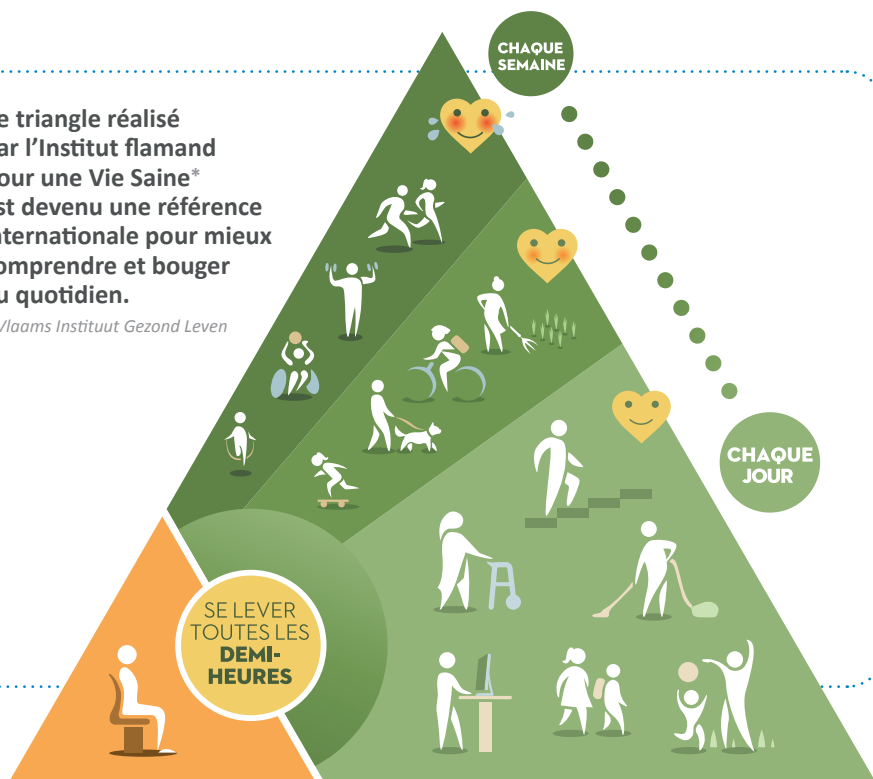 CHAQUE
SEMAINE
e triangle réalisé
ar l'Institut flamand
our une Vie Saine*
st devenu une référence
nternationale pour mieux
omprendre et bouger
u quotidien.
Vlaams Instituut Gezond Leven
CHAQUE
JOUR
SE LEVER
TOUTES LES
DEMI-
HEURES